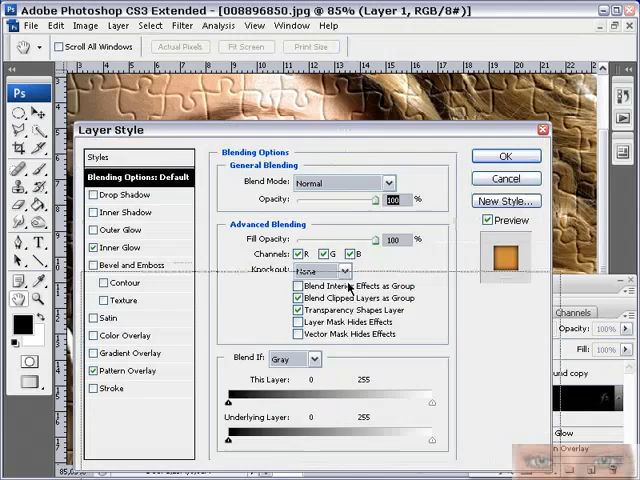 Adobe Photoshop CS3 Extended - [008896850.jpg @ 85% (Layer 1, RGB/8#)]
File Edit Image Layer Select Filter Analysis View Window Help
Scroll All Windows Actual Pixels Fit Screen Print Size
Ps
Layer Style
Styles
Blending Options: Default
Drop Shadow
Inner Shadow
Outer Glow
Inner Glow
Bevel and Emboss
Contour
Texture
Satin
Color Overlay
Gradient Overlay
Pattern Overlay
Stroke
Blending Options
General Blending
Blend Mode: Normal
Opacity: 100 %
Advanced Blending
Fill Opacity: 100 %
Channels: R G B
Knockout: None
Blend Interior Effects as Group
Blend Clipped Layers as Group
Transparency Shapes Layer
Layer Mask Hides Effects
Vector Mask Hides Effects
Blend If: Gray
This Layer: 0 255
Underlying Layer: 0 255
OK
Cancel
New Style...
Preview
Opacity: 100%
Fill: 100%
und copy
Glow
n Overlay